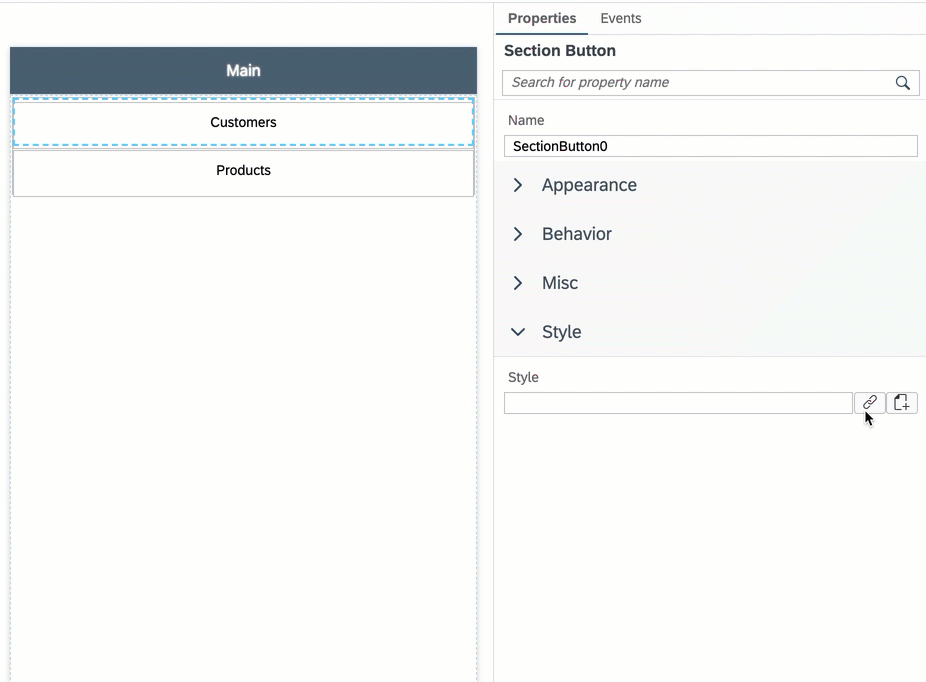 Properties Events
Main
Section Button
Search for property name
Customers
Name
SectionButton0
Products
Appearance
Behavior
Misc
Style
Style